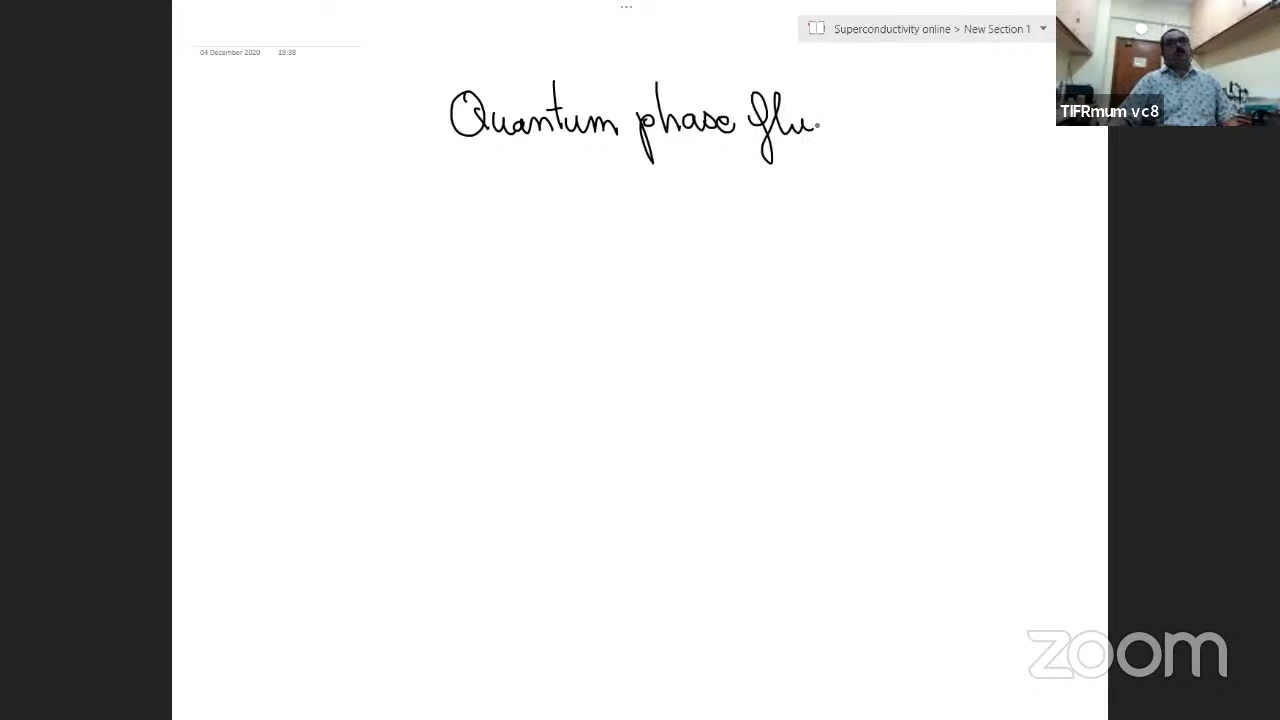 Superconductivity online > New Section 1
04 December 2020 18:38
TIFRmum vc8
Quantum phase flu
zoom